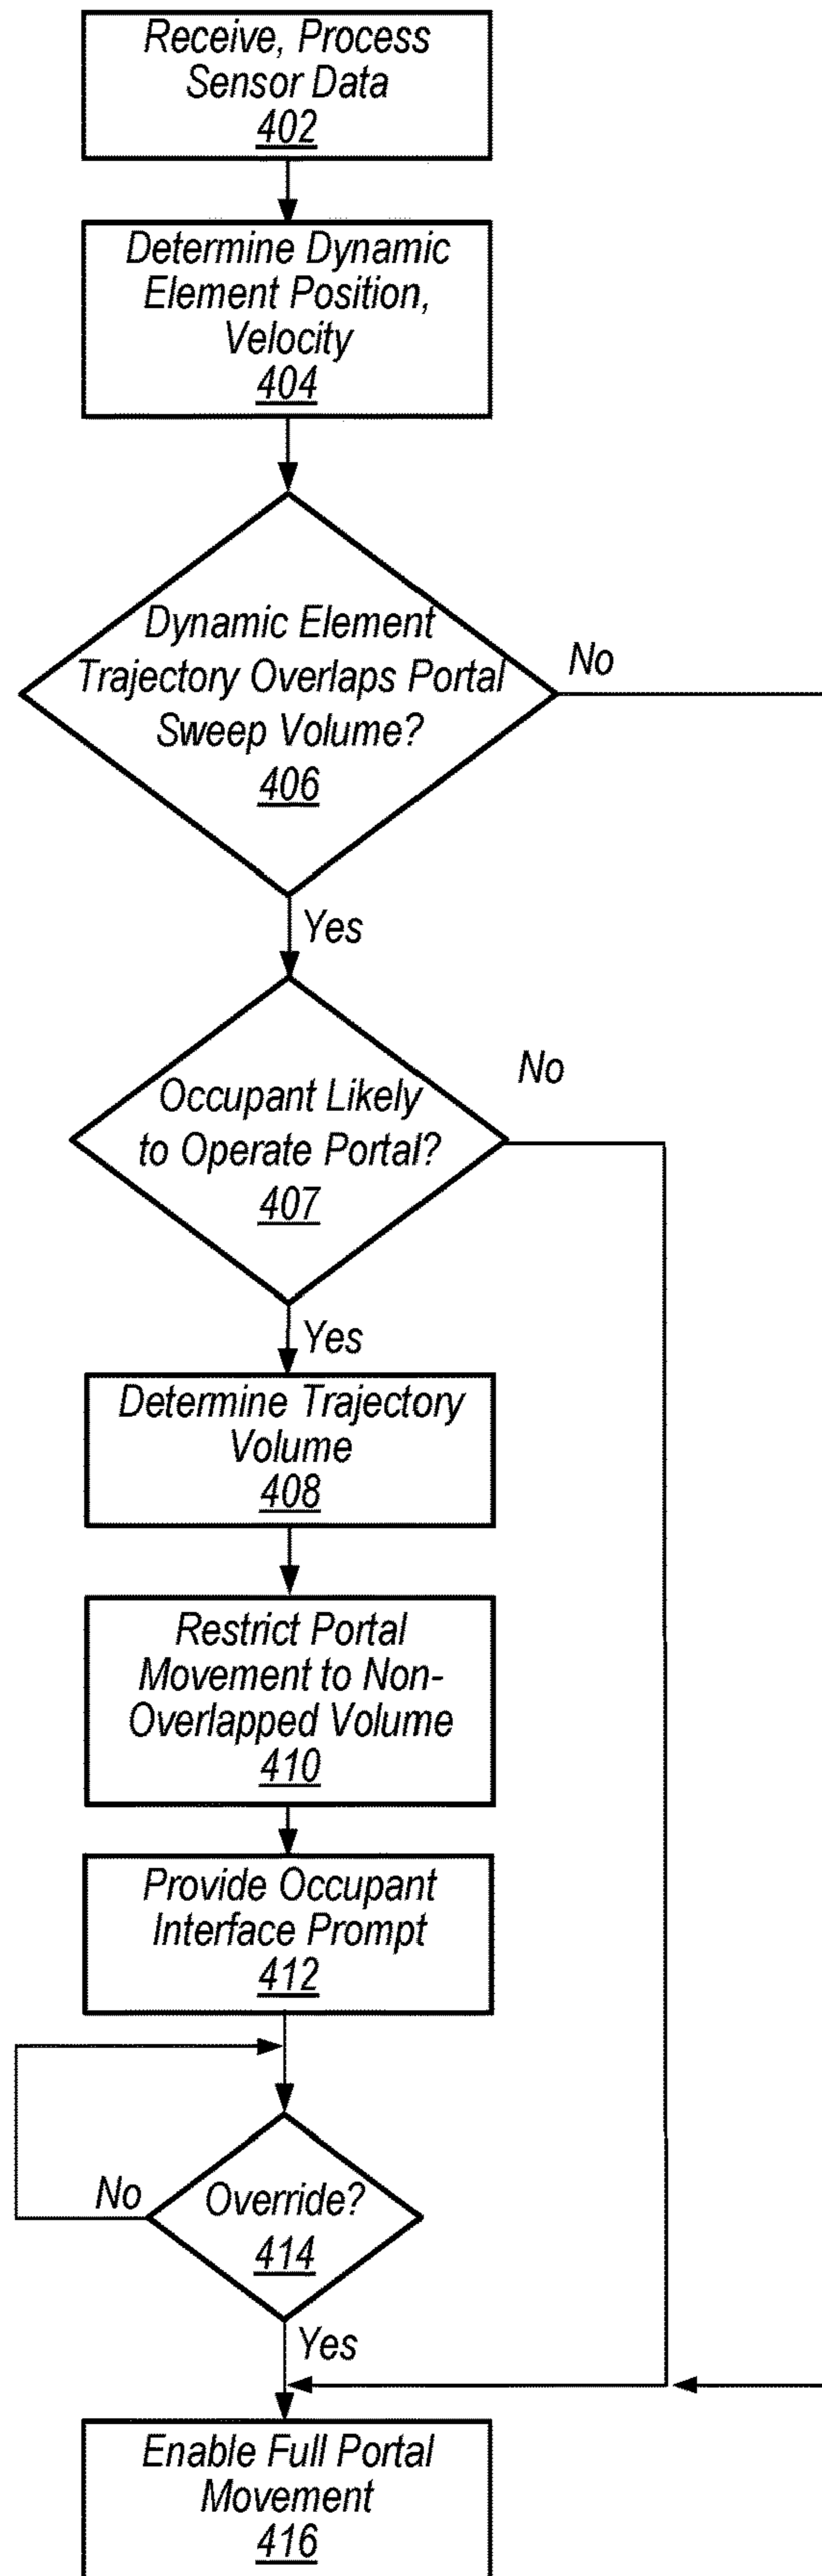 Receive, Process
Sensor Data
402
Determine Dynamic
Element Position,
Velocity
404
Dynamic Element
Trajectory Overlaps Portal
Sweep Volume?
406
No
Yes
Occupant Likely
to Operate Portal?
407
No
Yes
Determine Trajectory
Volume
408
Restrict Portal
Movement to Non-
Overlapped Volume
410
Provide Occupant
Interface Prompt
412
No
Override?
414
Yes
Enable Full Portal
Movement
416